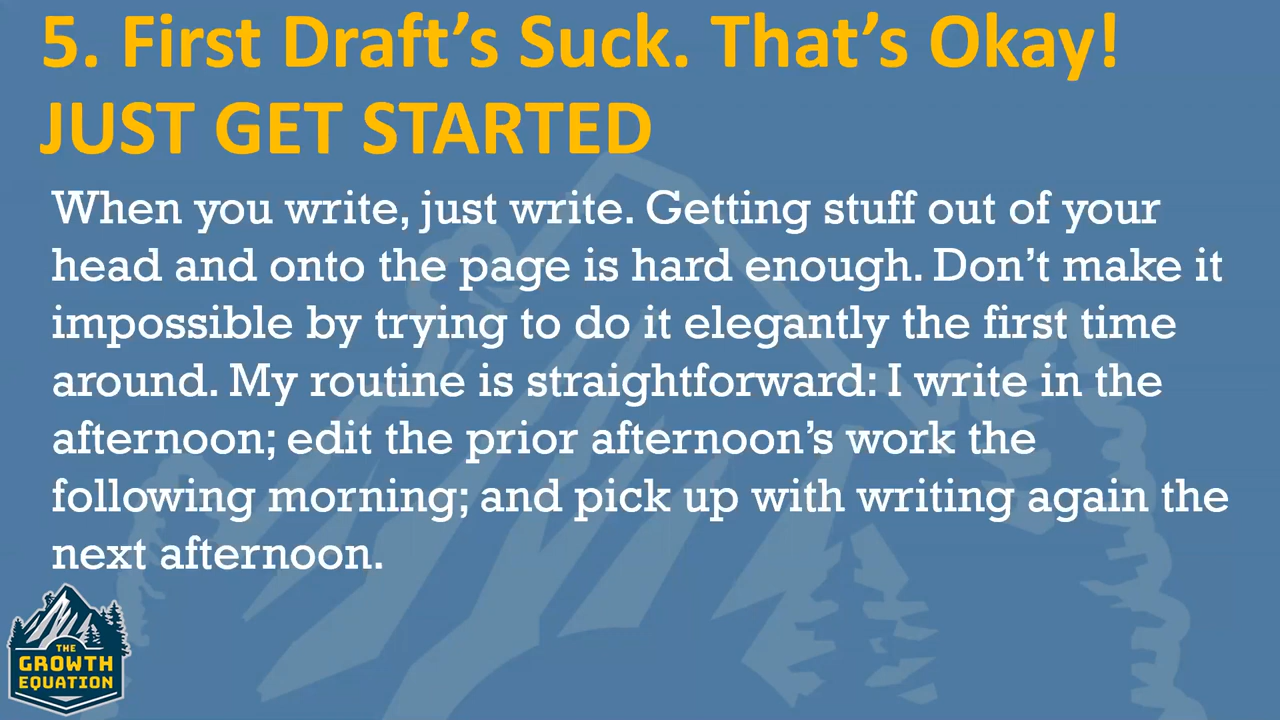 5. First Draft’s Suck. That’s Okay!
JUST GET STARTED
When you write, just write. Getting stuff out of your
head and onto the page is hard enough. Don’t make it
impossible by trying to do it elegantly the first time
around. My routine is straightforward: I write in the
afternoon; edit the prior afternoon’s work the
following morning; and pick up with writing again the
next afternoon.
THE
GROWTH
EQUATION